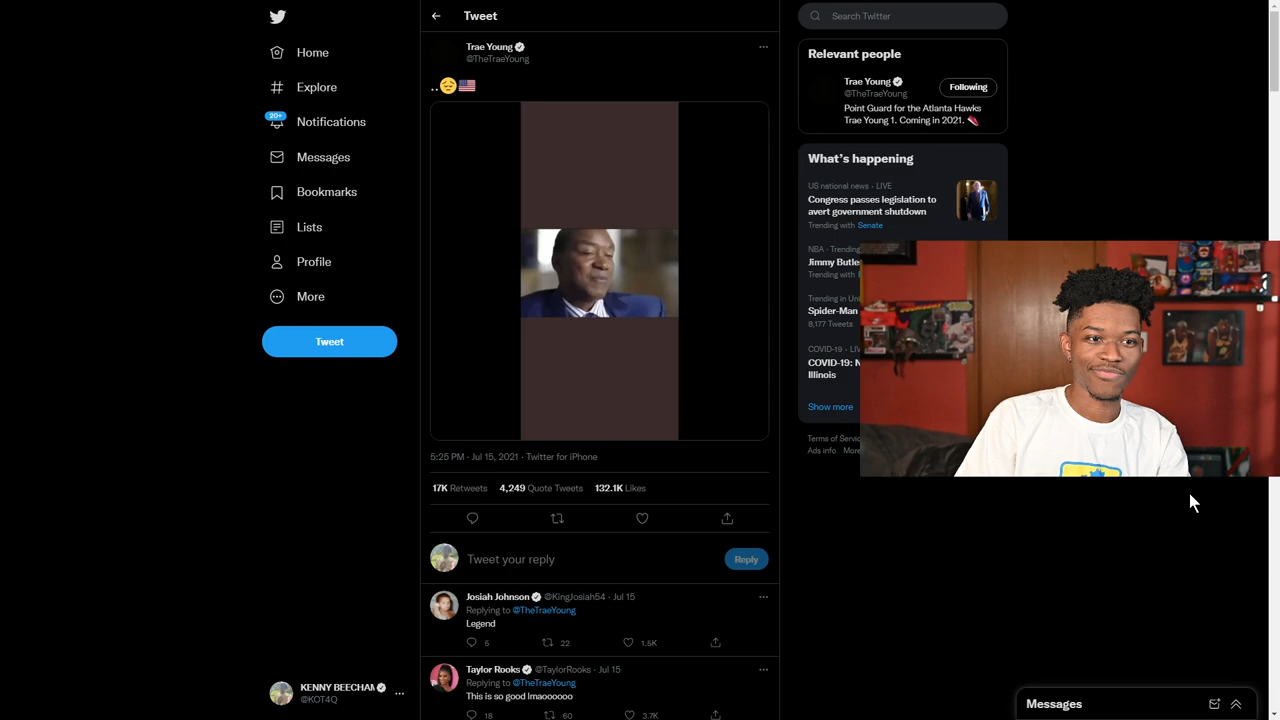 Home
Explore
20+
Notifications
Messages
Bookmarks
Lists
Profile
More
Tweet
KENNY BEECHAM
@KOT4Q
Tweet
Trae Young
@TheTraeYoung
..😔🇺🇸
5:25 PM · Jul 15, 2021 · Twitter for iPhone
17K Retweets 4,249 Quote Tweets 132.1K Likes
Tweet your reply
Reply
Josiah Johnson @KingJosiah54 · Jul 15
Replying to @TheTraeYoung
Legend
5 22 1.5K
Taylor Rooks @TaylorRooks · Jul 15
Replying to @TheTraeYoung
This is so good lmaoooooo
18 60 3.7K
Search Twitter
Relevant people
Trae Young
@TheTraeYoung
Following
Point Guard for the Atlanta Hawks
Trae Young 1. Coming in 2021.
What's happening
US national news · LIVE
Congress passes legislation to
avert government shutdown
Trending with Senate
NBA · Trending
Jimmy Butle
Trending with
Trending in Un
Spider-Man
8,177 Tweets
COVID-19 · LIV
COVID-19: N
Illinois
Show more
Terms of Servic
Ads info More
Messages